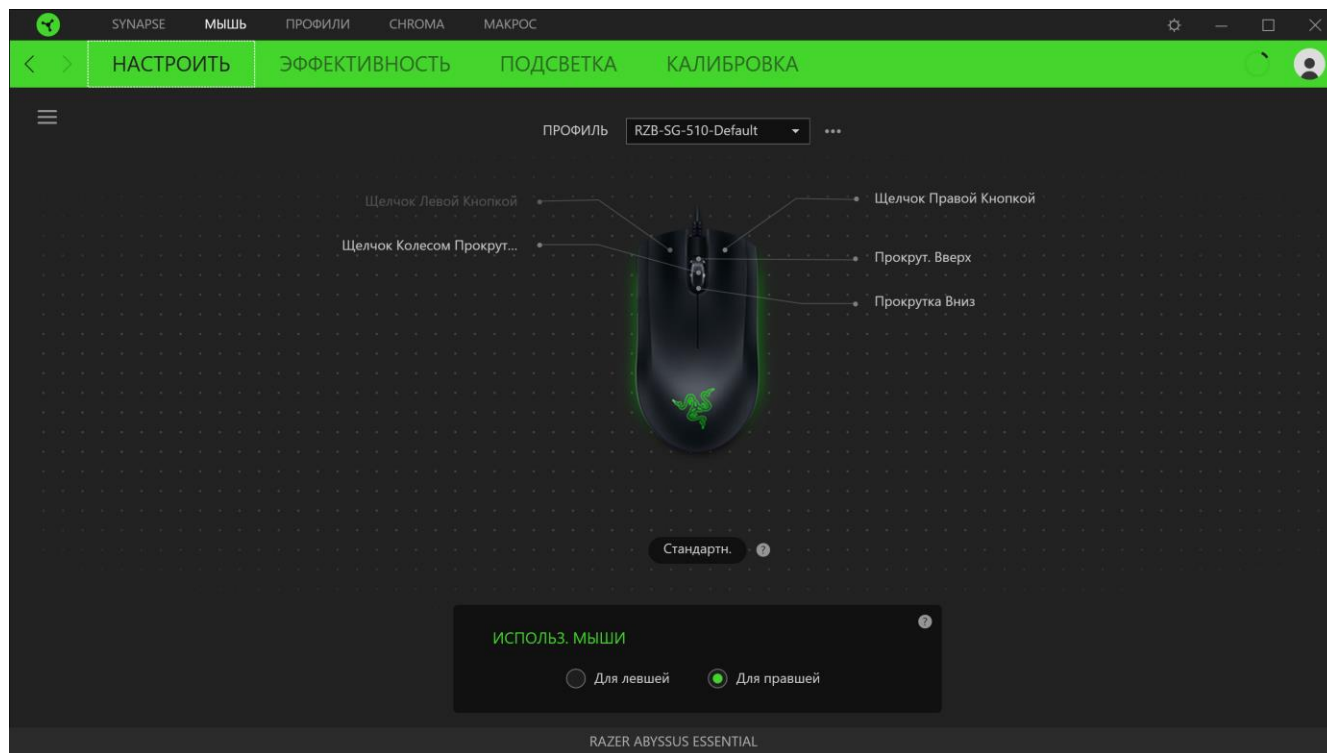 SYNAPSE МЫШЬ ПРОФИЛИ CHROMA МАКРОС
НАСТРОИТЬ ЭФФЕКТИВНОСТЬ ПОДСВЕТКА КАЛИБРОВКА
ПРОФИЛЬ RZB-SG-510-Default
Щелчок Левой Кнопкой Щелчок Правой Кнопкой
Щелчок Колесом Прокрут...
Прокрут. Вверх
Прокрутка Вниз
Стандартн. ?
?
ИСПОЛЬЗ. МЫШИ
Для левшей Для правшей
RAZER ABYSSUS ESSENTIAL